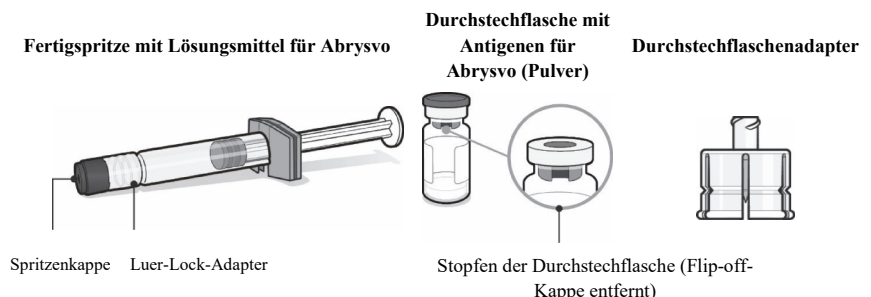 Fertigspritze mit Lösungsmittel für Abrysvo
Durchstechflasche mit
Antigenen für
Abrysvo (Pulver)
Durchstechflaschenadapter
Spritzenkappe
Luer-Lock-Adapter
Stopfen der Durchstechflasche (Flip-off-
Kappe entfernt)